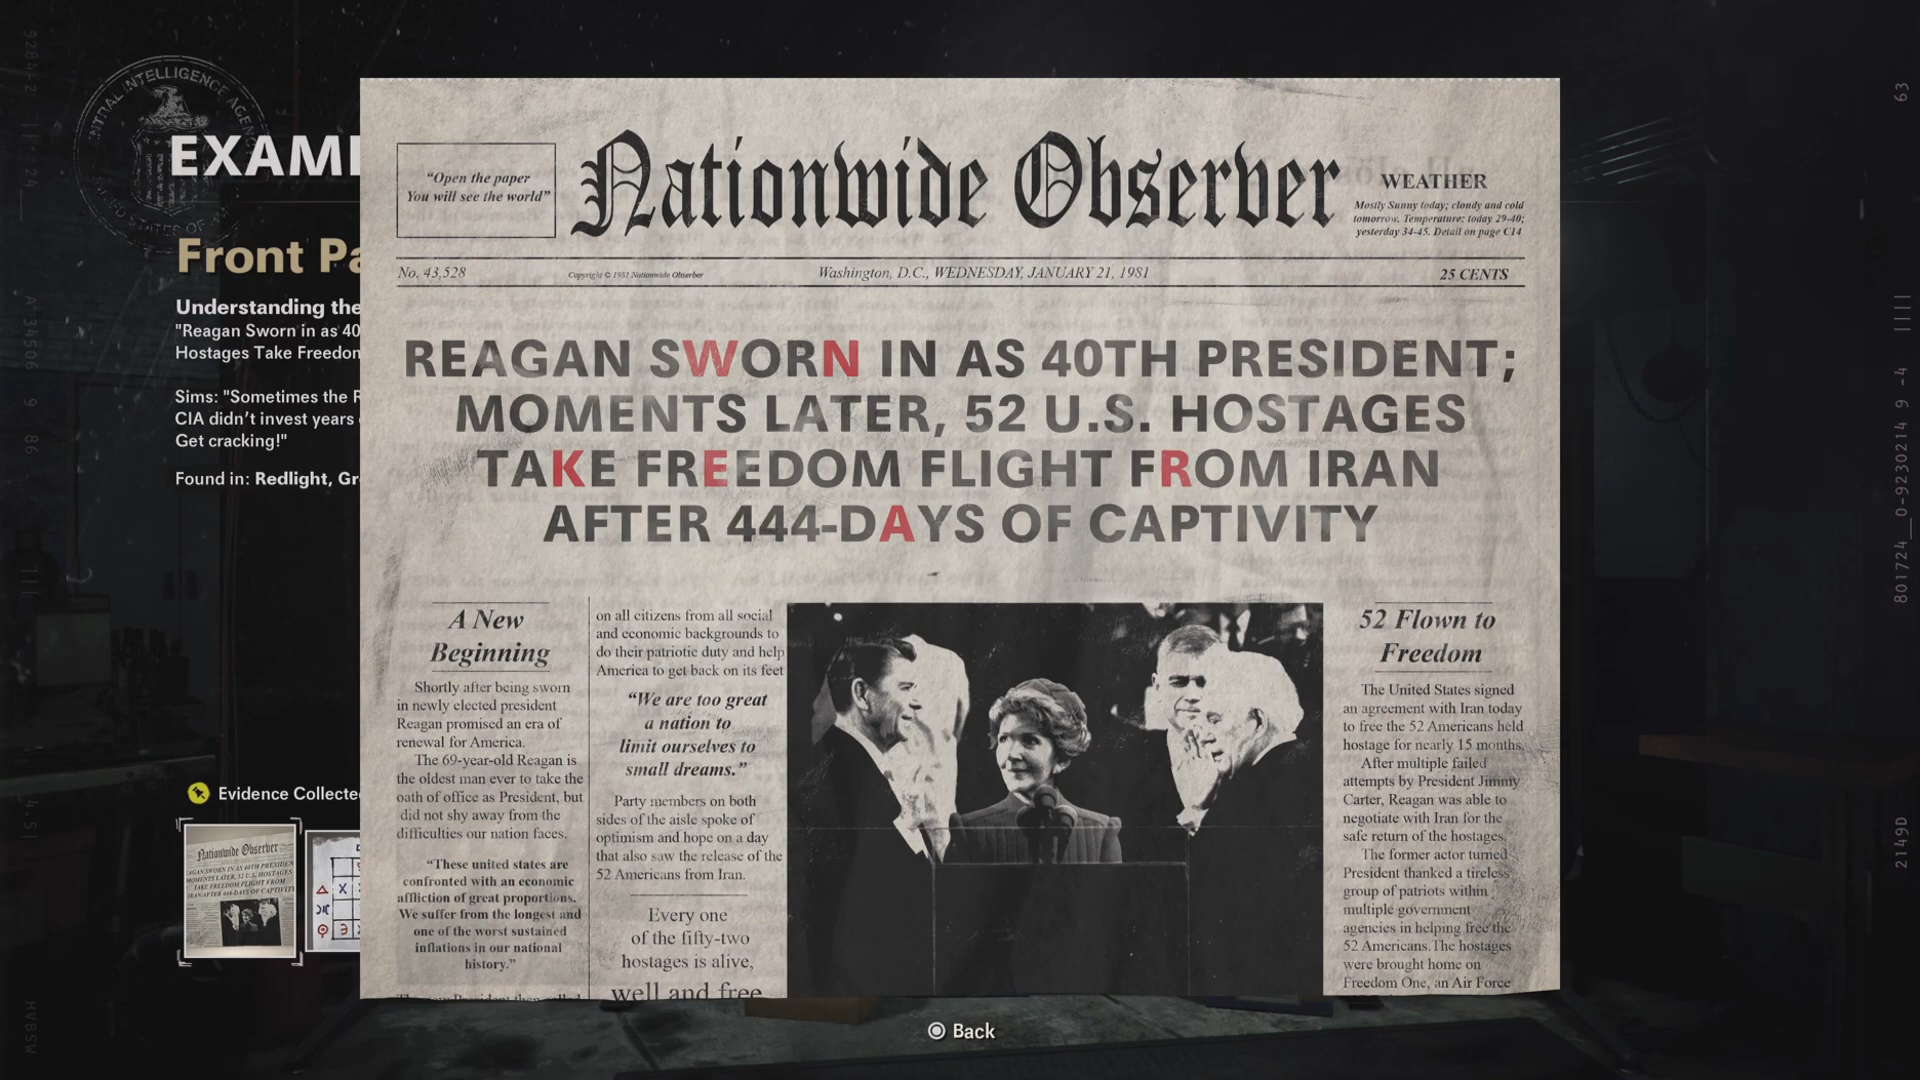 CENTRAL INTELLIGENCE AGENCY
EXAMI
Front Pa
Understanding the
"Reagan Sworn in as 40
Hostages Take Freedon
Sims: "Sometimes the R
CIA didn't invest years
Get cracking!"
Found in: Redlight, Gr
Evidence Collecte
"Open the paper
You will see the world"
Nationwide Observer
WEATHER
Mostly Sunny today; cloudy and cold
tomorrow. Temperature: today 29-40;
yesterday 34-45. Detail on page C14
No. 43,528
Copyright © 1981 Nationwide Obserber
Washington, D.C., WEDNESDAY, JANUARY 21, 1981
25 CENTS
REAGAN SWORN IN AS 40TH PRESIDENT;
MOMENTS LATER, 52 U.S. HOSTAGES
TAKE FREEDOM FLIGHT FROM IRAN
AFTER 444-DAYS OF CAPTIVITY
A New
Beginning
Shortly after being sworn
in newly elected president
Reagan promised an era of
renewal for America.
The 69-year-old Reagan is
the oldest man ever to take the
oath of office as President, but
did not shy away from the
difficulties our nation faces.
"These united states are
confronted with an economic
affliction of great proportions.
We suffer from the longest and
one of the worst sustained
inflations in our national
history."
on all citizens from all social
and economic backgrounds to
do their patriotic duty and help
America to get back on its feet
"We are too great
a nation to
limit ourselves to
small dreams."
Party members on both
sides of the aisle spoke of
optimism and hope on a day
that also saw the release of the
52 Americans from Iran.
Every one
of the fifty-two
hostages is alive,
well and free
52 Flown to
Freedom
The United States signed
an agreement with Iran today
to free the 52 Americans held
hostage for nearly 15 months.
After multiple failed
attempts by President Jimmy
Carter, Reagan was able to
negotiate with Iran for the
safe return of the hostages.
The former actor turned
President thanked a tireless
group of patriots within
multiple government
agencies in helping free the
52 Americans. The hostages
were brought home on
Freedom One, an Air Force
63
801724__0-9230214 9 -4
2149D
HVBSW
Back